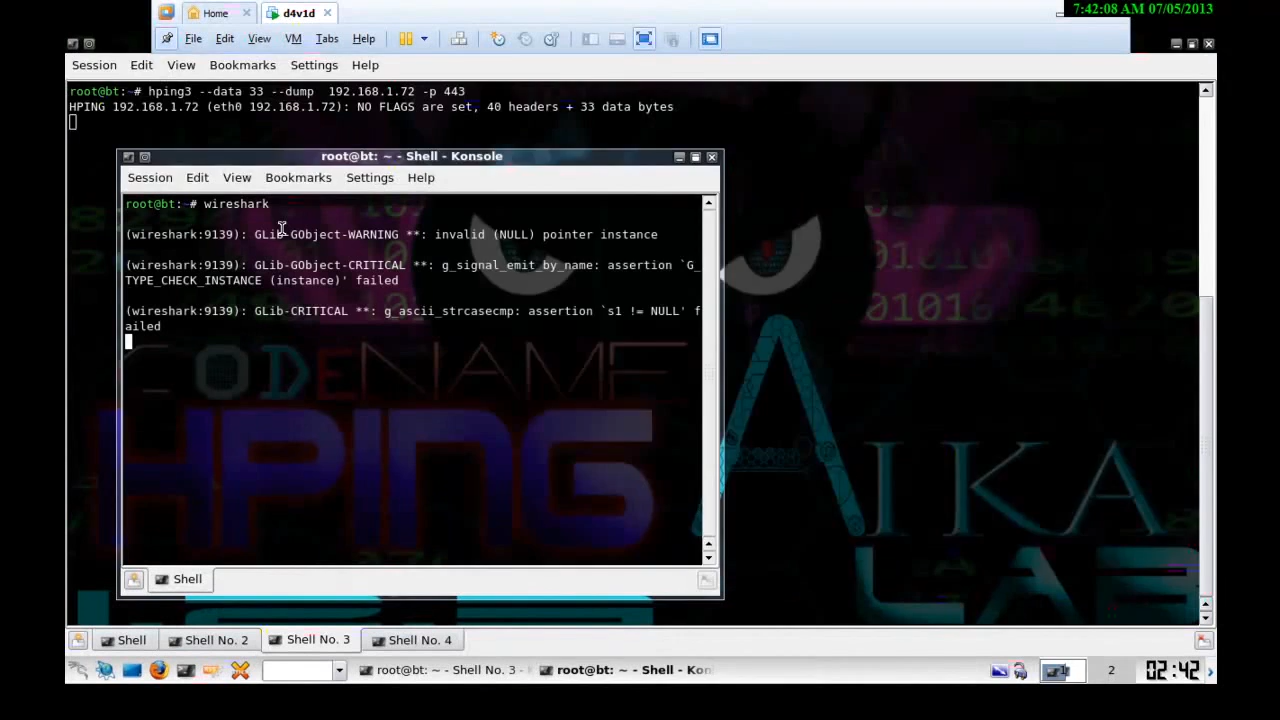 7:42:08 AM 07/05/2013
Home
d4v1d
File Edit View VM Tabs Help
Session Edit View Bookmarks Settings Help
root@bt:~# hping3 --data 33 --dump  192.168.1.72 -p 443
HPING 192.168.1.72 (eth0 192.168.1.72): NO FLAGS are set, 40 headers + 33 data bytes
root@bt: ~ - Shell - Konsole
Session Edit View Bookmarks Settings Help
root@bt:~# wireshark
(wireshark:9139): GLib-GObject-WARNING **: invalid (NULL) pointer instance
(wireshark:9139): GLib-GObject-CRITICAL **: g_signal_emit_by_name: assertion `G_
TYPE_CHECK_INSTANCE (instance)' failed
(wireshark:9139): GLib-CRITICAL **: g_ascii_strcasecmp: assertion `s1 != NULL' f
ailed
CODENAME
HPING
AIKA
LAB
Shell
Shell Shell No. 2 Shell No. 3 Shell No. 4
root@bt: ~ - Shell No. root@bt: ~ - Shell - Kon
2
02:42